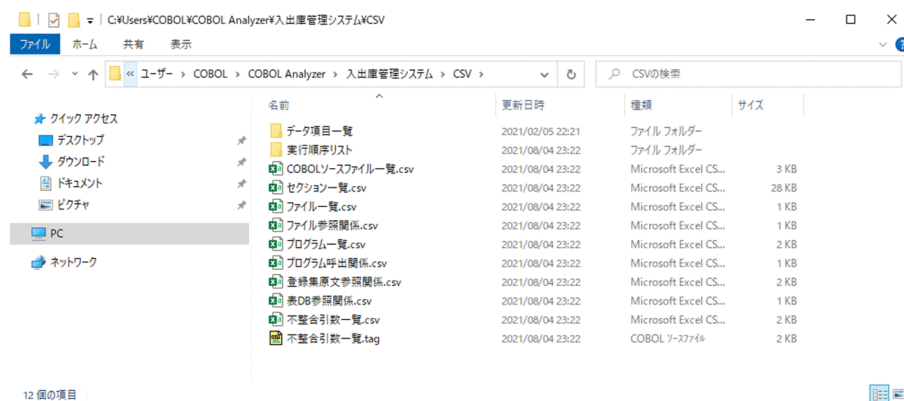 C:¥Users¥COBOL¥COBOL Analyzer¥入出庫管理システム¥CSV
ファイル ホーム 共有 表示
« ユーザー › COBOL › COBOL Analyzer › 入出庫管理システム › CSV › CSVの検索
名前 更新日時 種類 サイズ
クイック アクセス
デスクトップ
ダウンロード
ドキュメント
ピクチャ
PC
ネットワーク
データ項目一覧 2021/02/05 22:21 ファイル フォルダー
実行順序リスト 2021/08/04 23:22 ファイル フォルダー
COBOLソースファイル一覧.csv 2021/08/04 23:22 Microsoft Excel CS... 3 KB
セクション一覧.csv 2021/08/04 23:22 Microsoft Excel CS... 28 KB
ファイル一覧.csv 2021/08/04 23:22 Microsoft Excel CS... 1 KB
ファイル参照関係.csv 2021/08/04 23:22 Microsoft Excel CS... 1 KB
プログラム一覧.csv 2021/08/04 23:22 Microsoft Excel CS... 2 KB
プログラム呼出関係.csv 2021/08/04 23:22 Microsoft Excel CS... 1 KB
登録集原文参照関係.csv 2021/08/04 23:22 Microsoft Excel CS... 2 KB
表DB参照関係.csv 2021/08/04 23:22 Microsoft Excel CS... 1 KB
不整合引数一覧.csv 2021/08/04 23:22 Microsoft Excel CS... 2 KB
不整合引数一覧.tag 2021/08/04 23:22 COBOL ソースファイル 2 KB
12 個の項目